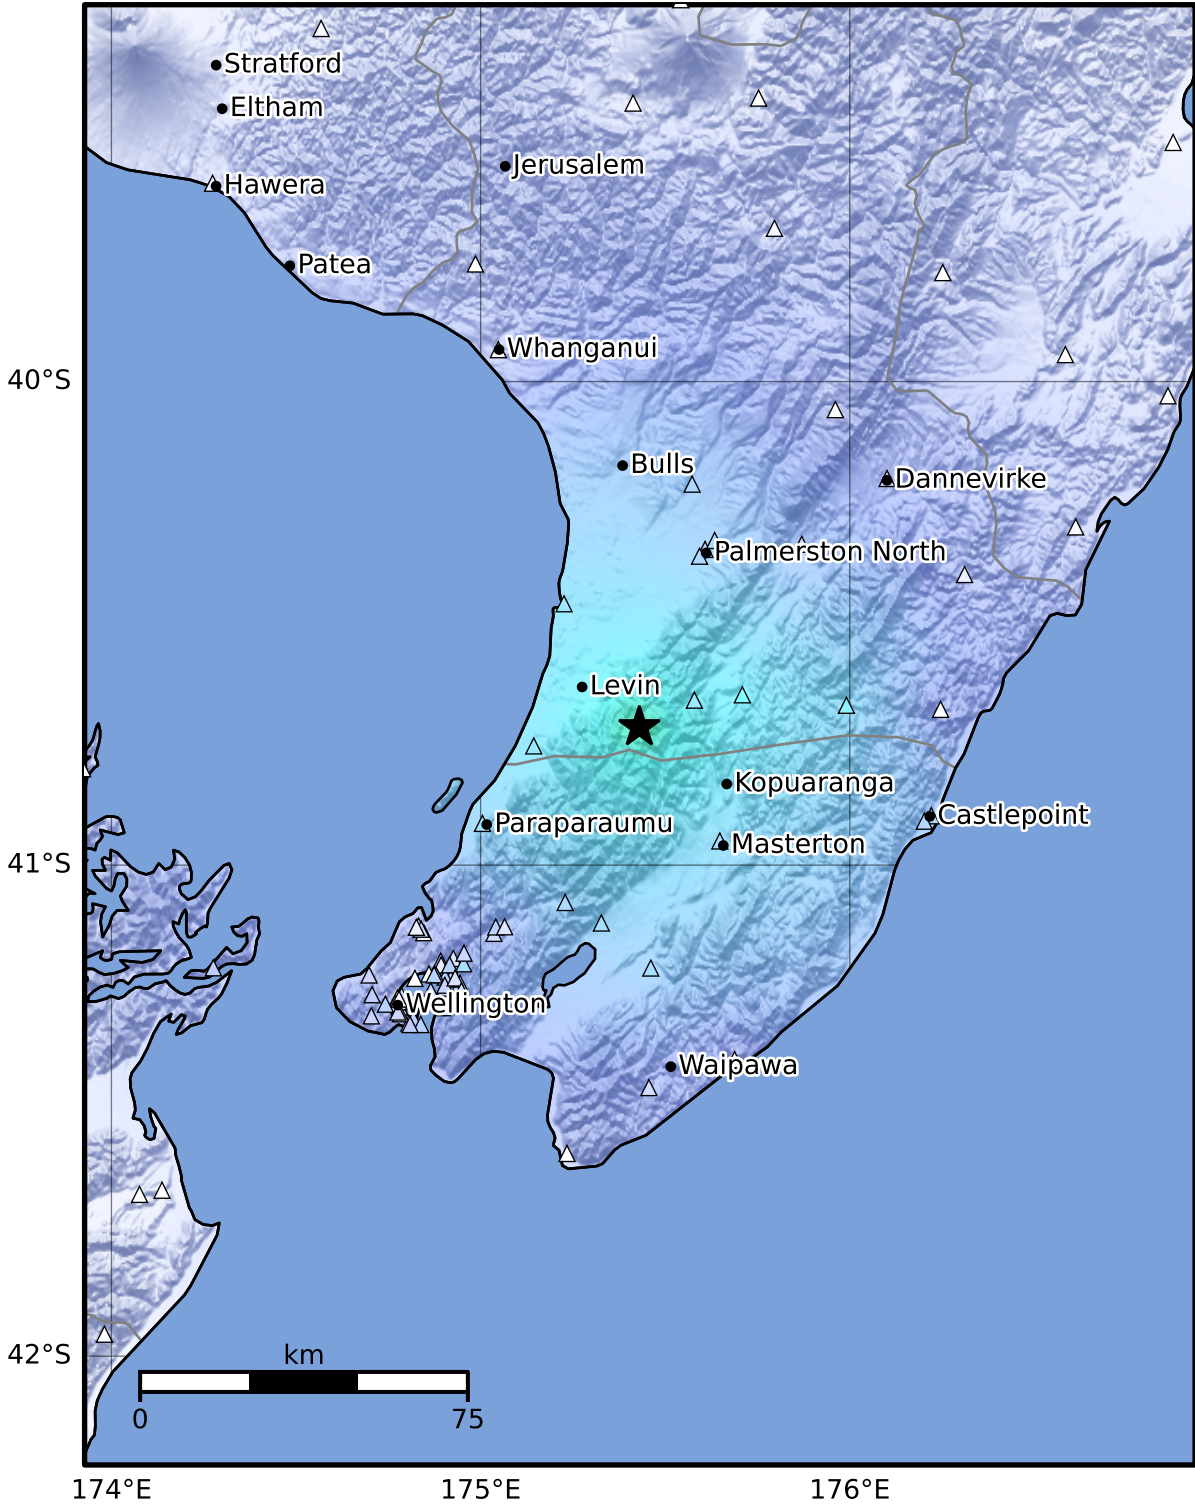 Stratford
Eltham
Jerusalem
Hawera
Patea
Whanganui
40°S
Bulls
Dannevirke
Palmerston North
Levin
Kopuaranga
Castlepoint
Paraparaumu
Masterton
41°S
Wellington
Waipawa
42°S
km
0
75
174°E
175°E
176°E